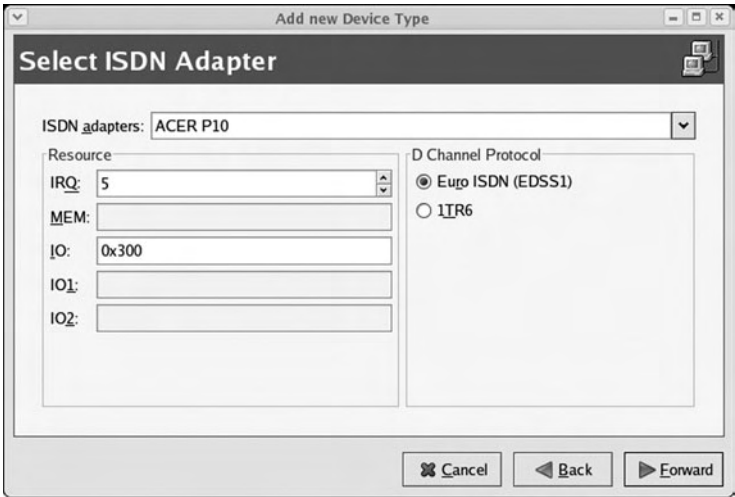 Add new Device Type
Select ISDN Adapter
ISDN adapters: ACER P10
Resource
IRQ: 5
MEM:
IO: 0x300
IO1:
IO2:
D Channel Protocol
Euro ISDN (EDSS1)
1TR6
Cancel
Back
Forward